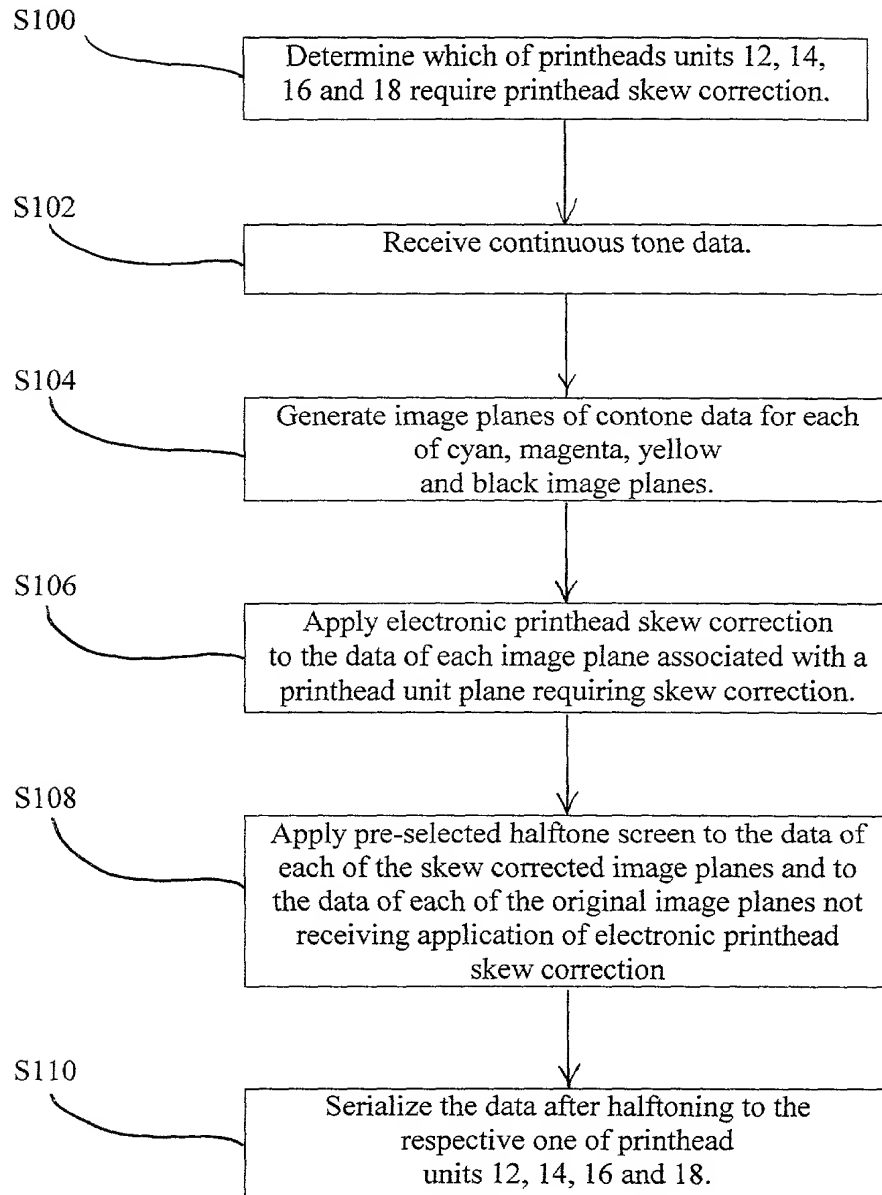 S100
Determine which of printheads units 12, 14,
16 and 18 require printhead skew correction.
S102
Receive continuous tone data.
S104
Generate image planes of contone data for each
of cyan, magenta, yellow
and black image planes.
S106
Apply electronic printhead skew correction
to the data of each image plane associated with a
printhead unit plane requiring skew correction.
S108
Apply pre-selected halftone screen to the data of
each of the skew corrected image planes and to
the data of each of the original image planes not
receiving application of electronic printhead
skew correction
S110
Serialize the data after halftoning to the
respective one of printhead
units 12, 14, 16 and 18.